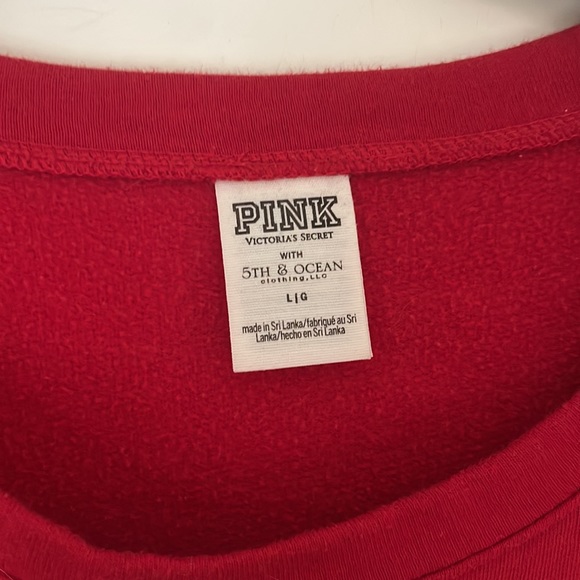 PINK
VICTORIA'S SECRET
WITH
5TH & OCEAN
clothing, LLC
L|G
made in Sri Lanka/fabriqué au Sri
Lanka/hecho en Sri Lanka